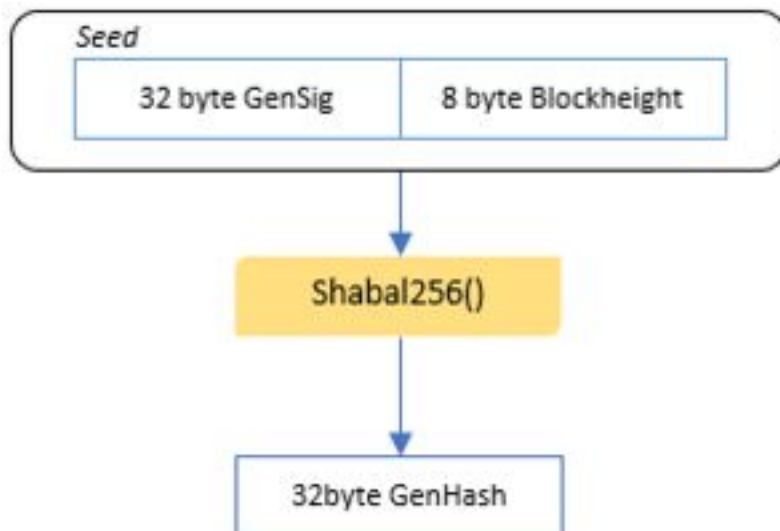 Seed
32 byte GenSig
8 byte Blockheight
Shabal256()
32byte GenHash